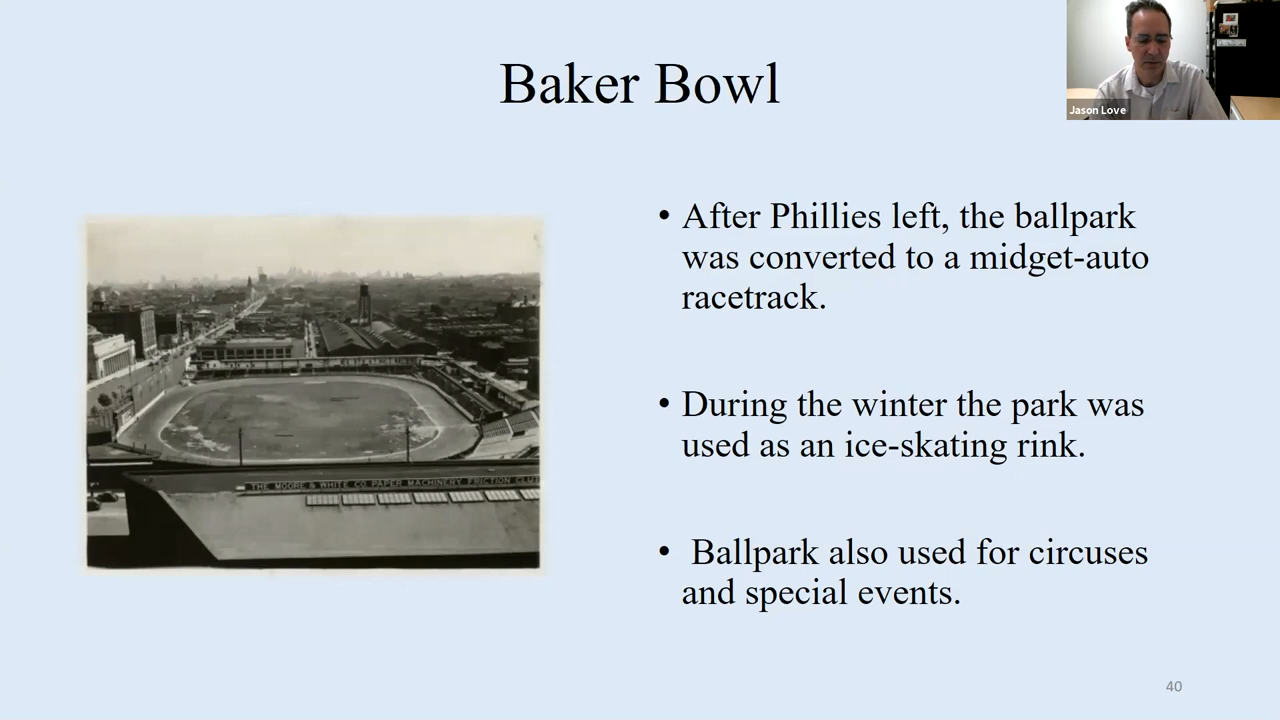 Baker Bowl
Jason Love
• After Phillies left, the ballpark
was converted to a midget-auto
racetrack.
• During the winter the park was
used as an ice-skating rink.
• Ballpark also used for circuses
and special events.
THE MOORE & WHITE CO PAPER MACHINERY FRICTION CLU
40